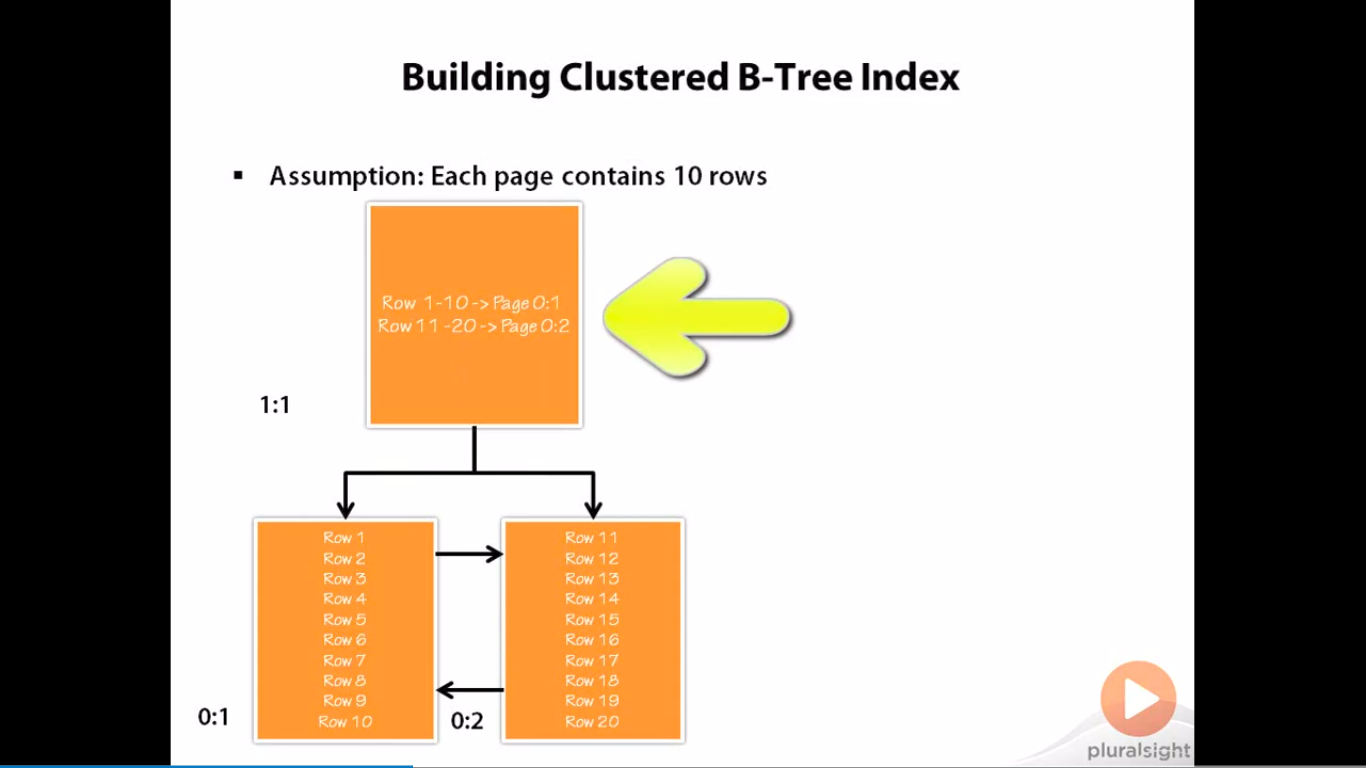 Building Clustered B-Tree Index
▪ Assumption: Each page contains 10 rows
Row 1-10 -> Page 0:1
Row 11 -20 -> Page 0:2
1:1
Row 1
Row 2
Row 3
Row 4
Row 5
Row 6
Row 7
Row 8
Row 9
Row 10
0:1
Row 11
Row 12
Row 13
Row 14
Row 15
Row 16
Row 17
Row 18
Row 19
Row 20
0:2
pluralsight